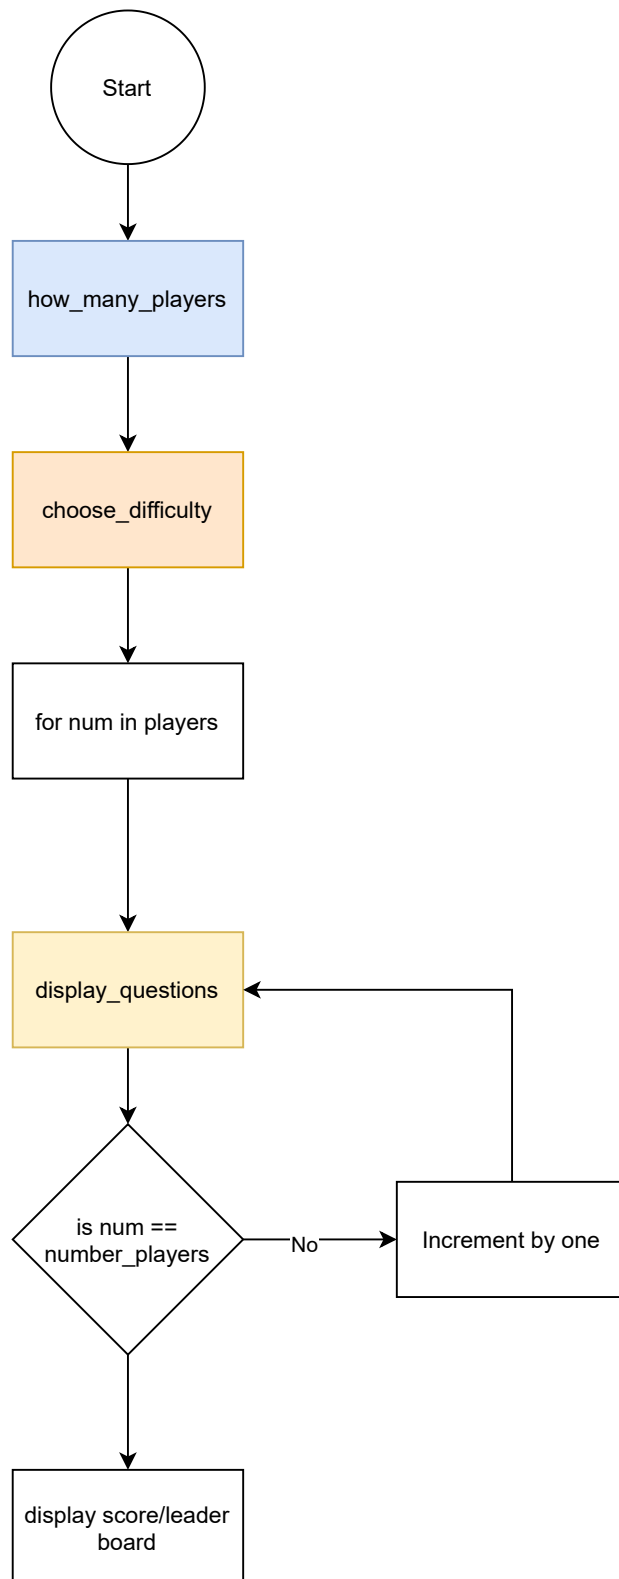 Start
how_many_players
choose_difficulty
for num in players
display_questions
is num ==
number_players
No
Increment by one
display score/leader
board